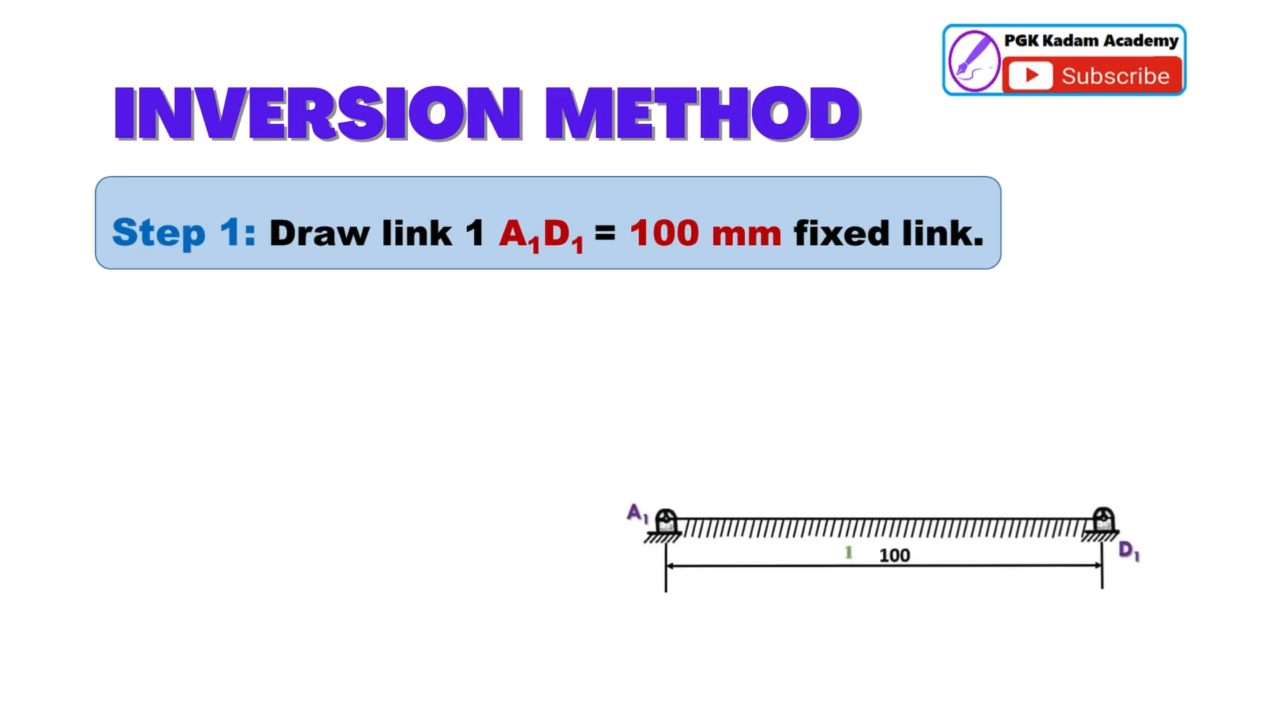 PGK Kadam Academy
Subscribe
INVERSION METHOD
Step 1: Draw link 1 A₁D₁ = 100 mm fixed link.
A₁
D₁
1 100